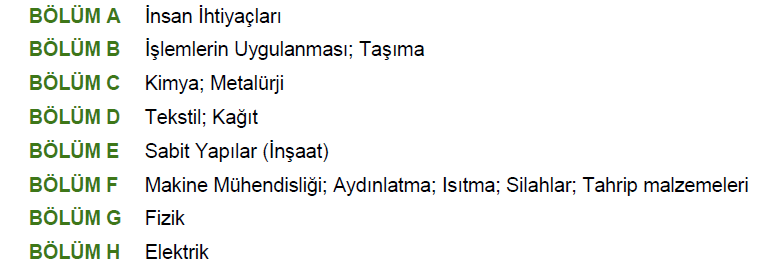 BÖLÜM A İnsan İhtiyaçları
BÖLÜM B İşlemlerin Uygulanması; Taşıma
BÖLÜM C Kimya; Metalürji
BÖLÜM D Tekstil; Kağıt
BÖLÜM E Sabit Yapılar (İnşaat)
BÖLÜM F Makine Mühendisliği; Aydınlatma; Isıtma; Silahlar; Tahrip malzemeleri
BÖLÜM G Fizik
BÖLÜM H Elektrik